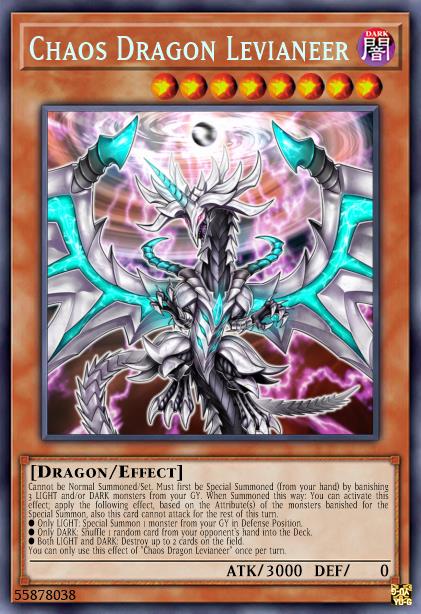 CHAOS DRAGON LEVIANEER
DARK
闇
[DRAGON/EFFECT]
Cannot be Normal Summoned/Set. Must first be Special Summoned (from your hand) by banishing
3 LIGHT and/or DARK monsters from your GY. When Summoned this way: You can activate this
effect; apply the following effect, based on the Attribute(s) of the monsters banished for the
Special Summon, also this card cannot attack for the rest of this turn.
● Only LIGHT: Special Summon 1 monster from your GY in Defense Position.
● Only DARK: Shuffle 1 random card from your opponent's hand into the Deck.
● Both LIGHT and DARK: Destroy up to 2 cards on the field.
You can only use this effect of "Chaos Dragon Levianeer" once per turn.
ATK/3000 DEF/ 0
55878038